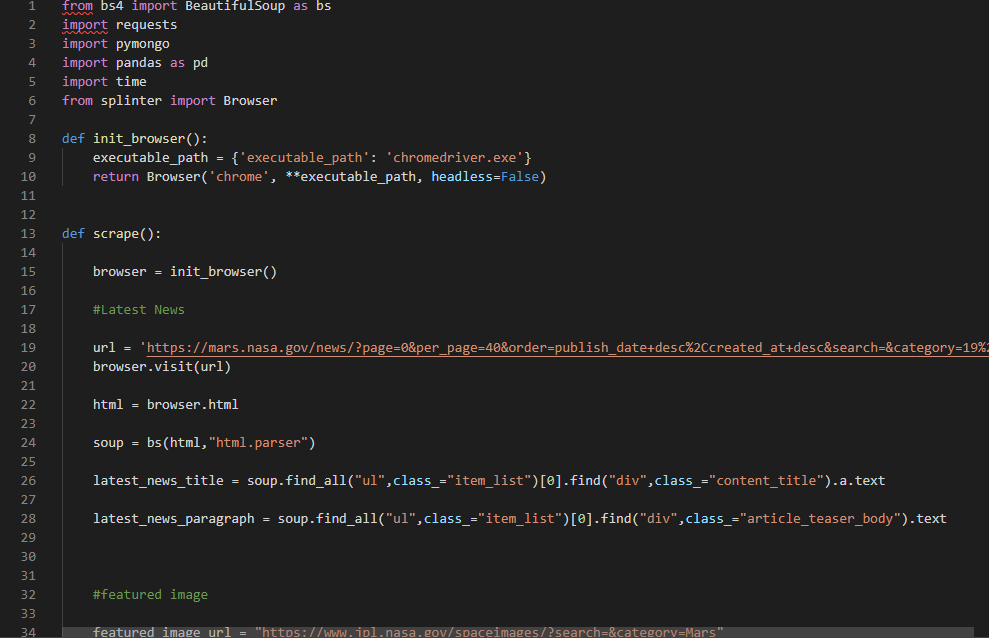 1 from bs4 import BeautifulSoup as bs
2 import requests
3 import pymongo
4 import pandas as pd
5 import time
6 from splinter import Browser
7
8 def init_browser():
9     executable_path = {'executable_path': 'chromedriver.exe'}
10     return Browser('chrome', **executable_path, headless=False)
11
12
13 def scrape():
14
15     browser = init_browser()
16
17     #Latest News
18
19     url = 'https://mars.nasa.gov/news/?page=0&per_page=40&order=publish_date+desc%2Ccreated_at+desc&search=&category=19%2
20     browser.visit(url)
21
22     html = browser.html
23
24     soup = bs(html,"html.parser")
25
26     latest_news_title = soup.find_all("ul",class_="item_list")[0].find("div",class_="content_title").a.text
27
28     latest_news_paragraph = soup.find_all("ul",class_="item_list")[0].find("div",class_="article_teaser_body").text
29
30
31
32     #featured image
33
34     featured_image_url = "https://www.jpl.nasa.gov/spaceimages/?search=&category=Mars"